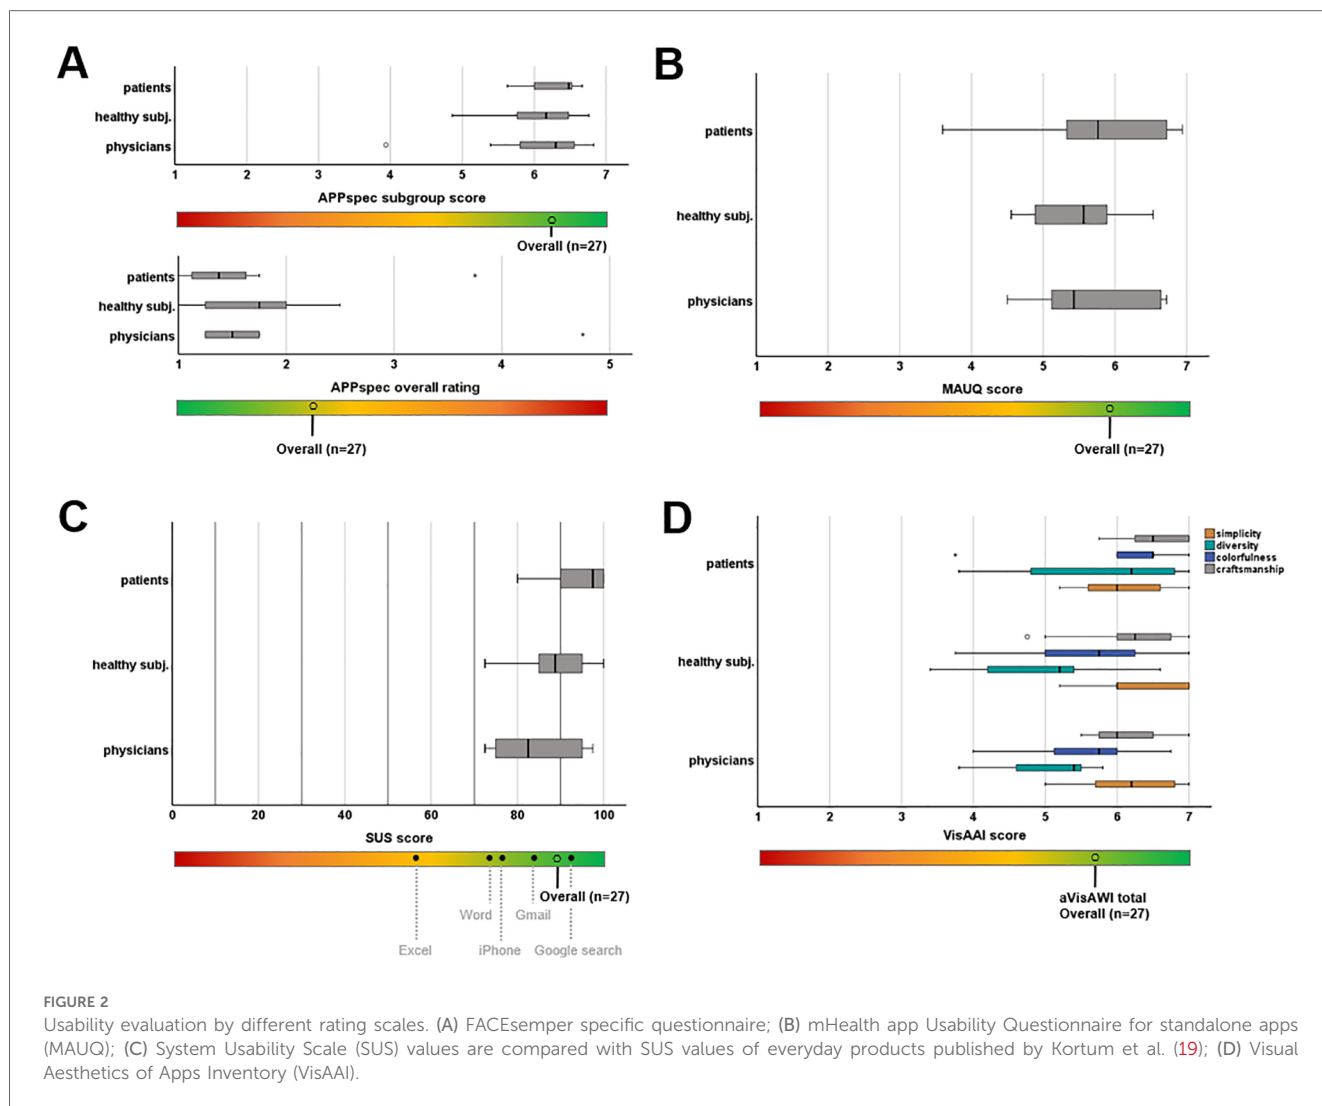 A
patients
healthy subj.
physicians
1 2 3 4 5 6 7
APPspec subgroup score
Overall (n=27)
patients
healthy subj.
physicians
1 2 3 4 5
APPspec overall rating
Overall (n=27)
B
patients
healthy subj.
physicians
1 2 3 4 5 6 7
MAUQ score
Overall (n=27)
C
patients
healthy subj.
physicians
0 20 40 60 80 100
SUS score
Overall (n=27)
Word Gmail
Excel iPhone Google search
D
simplicity
diversity
colorfulness
craftsmanship
patients
healthy subj.
physicians
1 2 3 4 5 6 7
VisAAI score
aVisAWI total
Overall (n=27)
FIGURE 2
Usability evaluation by different rating scales. (A) FACEsemper specific questionnaire; (B) mHealth app Usability Questionnaire for standalone apps
(MAUQ); (C) System Usability Scale (SUS) values are compared with SUS values of everyday products published by Kortum et al. (19); (D) Visual
Aesthetics of Apps Inventory (VisAAI).